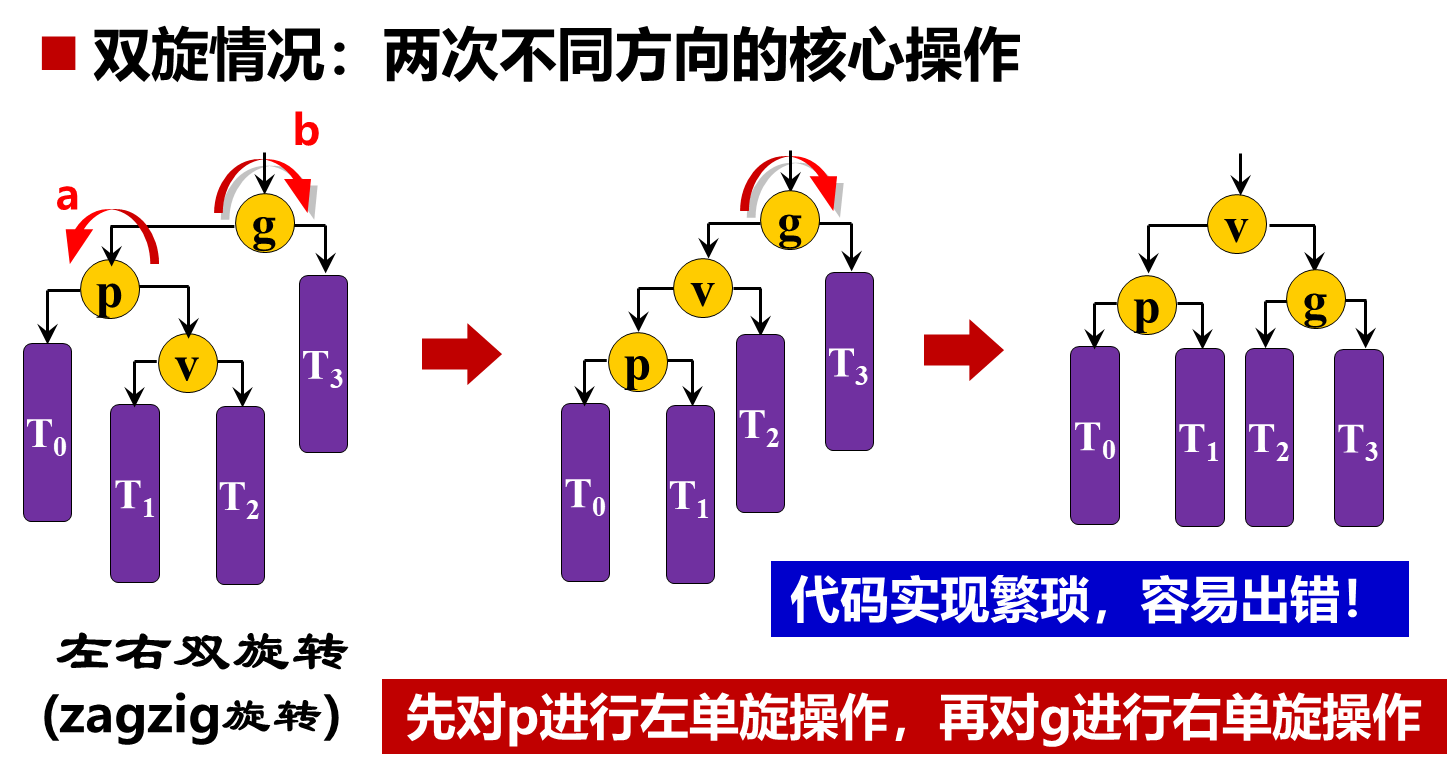 双旋情况：两次不同方向的核心操作
b
a
g
p
v
T0
T1
T2
T3
g
v
p
T0
T1
T2
T3
v
p
g
T0
T1
T2
T3
代码实现繁琐，容易出错！
左右双旋转
(zagzig旋转)
先对p进行左单旋操作，再对g进行右单旋操作